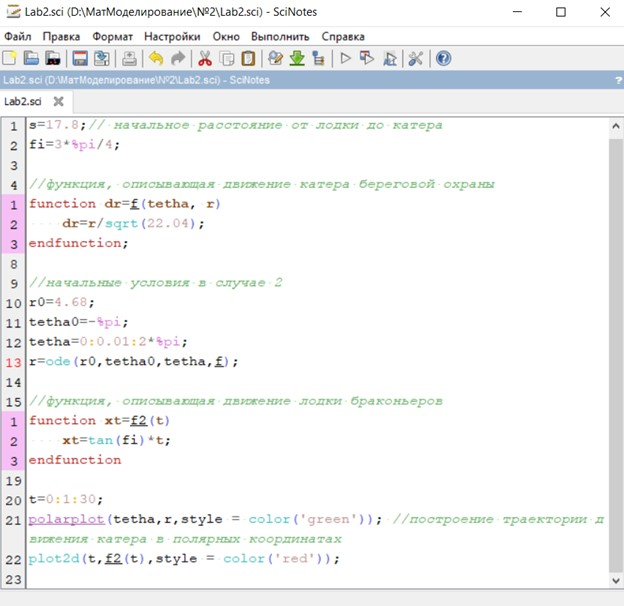 Lab2.sci (D:\МатМоделирование\№2\Lab2.sci) - SciNotes
Файл Правка Формат Настройки Окно Выполнить Справка
Lab2.sci (D:\МатМоделирование\№2\Lab2.sci) - SciNotes ?
Lab2.sci
1 s=17.8;// начальное расстояние от лодки до катера
2 fi=3*%pi/4;
3
4 //функция, описывающая движение катера береговой охраны
1 function dr=f(tetha, r)
2 dr=r/sqrt(22.04);
3 endfunction;
8
9 //начальные условия в случае 2
10 r0=4.68;
11 tetha0=-%pi;
12 tetha=0:0.01:2*%pi;
13 r=ode(r0,tetha0,tetha,f);
14
15 //функция, описывающая движение лодки браконьеров
1 function xt=f2(t)
2 xt=tan(fi)*t;
3 endfunction
19
20 t=0:1:30;
21 polarplot(tetha,r,style = color('green')); //построение траектории д
вижения катера в полярных координатах
22 plot2d(t,f2(t),style = color('red'));
23